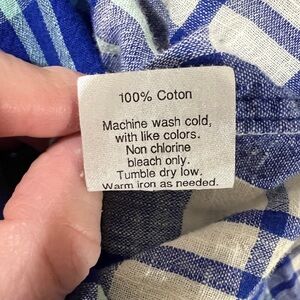 100% Coton
Machine wash cold,
with like colors.
Non chlorine
bleach only.
Tumble dry low.
Warm iron as needed.